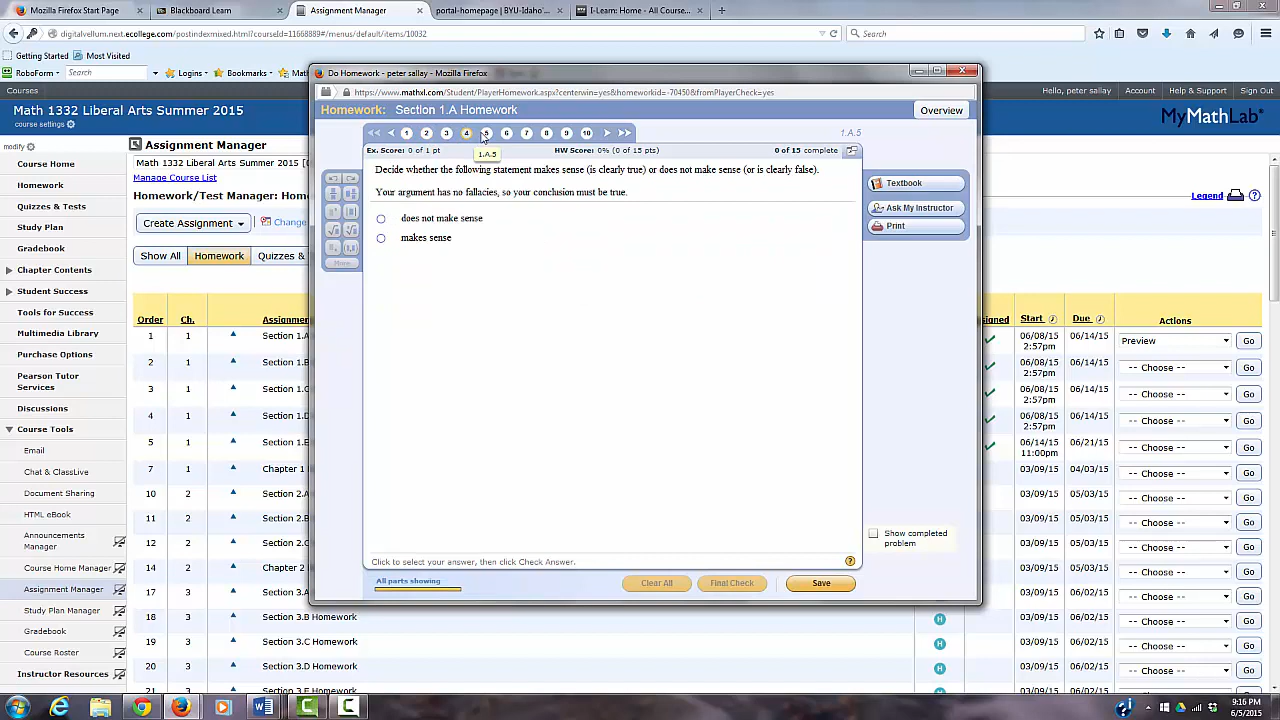 Mozilla Firefox Start Page
Blackboard Learn
Assignment Manager
portal-homepage | BYU-Idaho'
I-Learn: Home - All Course
digitalvellum.next.ecollege.com/postindexmixed.html?courseId=11668889#/menus/default/items/10032
Search
Getting Started
Most Visited
RoboForm
Search
Logins
Bookmarks
Courses
Hello, peter sallay
Account
Help & Support
Sign Out
Math 1332 Liberal Arts Summer 2015
course settings
MyMathLab®
modify
Course Home
Homework
Quizzes & Tests
Study Plan
Gradebook
Chapter Contents
Student Success
Tools for Success
Multimedia Library
Purchase Options
Pearson Tutor
Services
Discussions
Course Tools
Email
Chat & ClassLive
Document Sharing
HTML eBook
Announcements
Manager
Course Home Manager
Assignment Manager
Study Plan Manager
Gradebook
Course Roster
Instructor Resources
Assignment Manager
Math 1332 Liberal Arts Summer 2015 [
Manage Course List
Homework/Test Manager: Home
Create Assignment
Change
Show All
Homework
Quizzes &
Legend
Order Ch. Assignme
Start Due Actions
1 1 Section 1.A
06/08/15 06/14/15 Preview Go
2:57pm
2 1 Section 1.B
06/08/15 06/14/15 -- Choose -- Go
2:57pm
3 1 Section 1.C
06/08/15 06/14/15 -- Choose -- Go
2:57pm
4 1 Section 1.D
06/08/15 06/14/15 -- Choose -- Go
2:57pm
5 1 Section 1.E
06/14/15 06/21/15 -- Choose -- Go
11:00pm
7 1 Chapter 1
03/09/15 04/03/15 -- Choose -- Go
10 2 Section 2.A
03/09/15 05/03/15 -- Choose -- Go
11 2 Section 2.B
03/09/15 05/03/15 -- Choose -- Go
12 2 Section 2.C
03/09/15 05/03/15 -- Choose -- Go
14 2 Chapter 2
03/09/15 05/03/15 -- Choose -- Go
17 3 Section 3.A
03/09/15 06/02/15 -- Choose -- Go
18 3 Section 3.B Homework H 03/09/15 06/02/15 -- Choose -- Go
19 3 Section 3.C Homework H 03/09/15 06/02/15 -- Choose -- Go
20 3 Section 3.D Homework H 03/09/15 06/02/15 -- Choose -- Go
21 3 Section 3.E Homework
Do Homework - peter sallay - Mozilla Firefox
https://www.mathxl.com/Student/PlayerHomework.aspx?centerwin=yes&homeworkid=-70450&fromPlayerCheck=yes
Homework: Section 1.A Homework
Overview
1 2 3 4 5 6 7 8 9 10
1.A.5
Ex. Score: 0 of 1 pt
1.A.5
HW Score: 0% (0 of 15 pts)
0 of 15 complete
Decide whether the following statement makes sense (is clearly true) or does not make sense (or is clearly false).
Your argument has no fallacies, so your conclusion must be true.
does not make sense
makes sense
More
Textbook
Ask My Instructor
Print
Show completed
problem
Click to select your answer, then click Check Answer.
All parts showing
Clear All
Final Check
Save
9:16 PM
6/5/2015